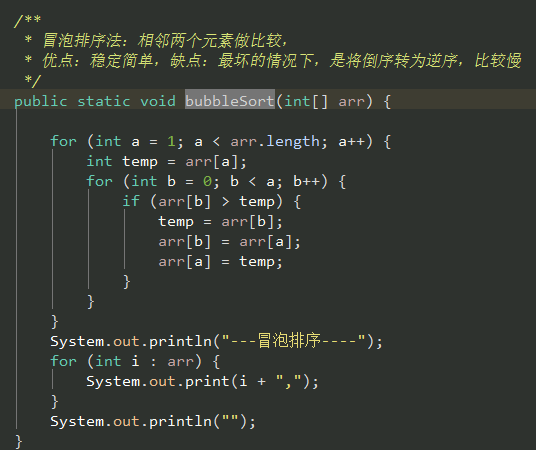 /**
 * 冒泡排序法：相邻两个元素做比较，
 * 优点：稳定简单，缺点：最坏的情况下，是将倒序转为逆序，比较慢
 */
public static void bubbleSort(int[] arr) {
    for (int a = 1; a < arr.length; a++) {
        int temp = arr[a];
        for (int b = 0; b < a; b++) {
            if (arr[b] > temp) {
                temp = arr[b];
                arr[b] = arr[a];
                arr[a] = temp;
            }
        }
    }
    System.out.println("---冒泡排序----");
    for (int i : arr) {
        System.out.print(i + ",");
    }
    System.out.println("");
}